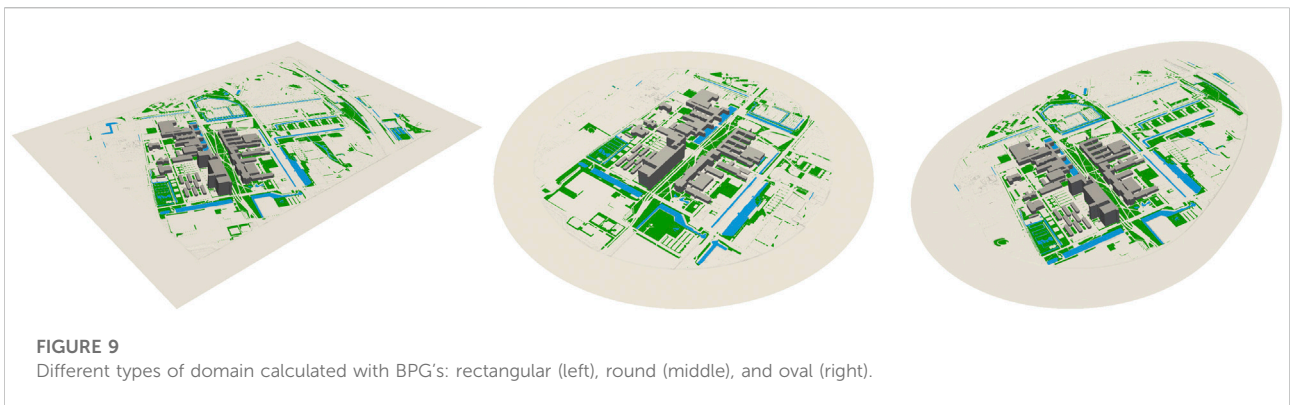 FIGURE 9
Different types of domain calculated with BPG's: rectangular (left), round (middle), and oval (right).